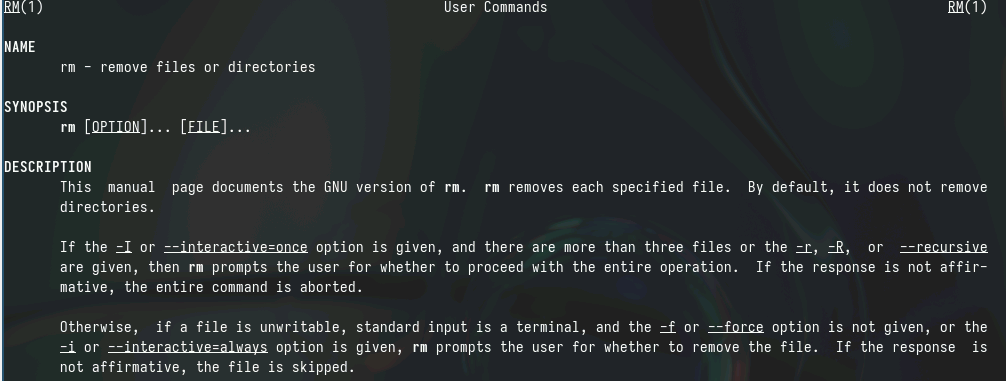 RM(1) User Commands RM(1)
NAME
rm - remove files or directories
SYNOPSIS
rm [OPTION]... [FILE]...
DESCRIPTION
This manual page documents the GNU version of rm. rm removes each specified file. By default, it does not remove
directories.
If the -I or --interactive=once option is given, and there are more than three files or the -r, -R, or --recursive
are given, then rm prompts the user for whether to proceed with the entire operation. If the response is not affir-
mative, the entire command is aborted.
Otherwise, if a file is unwritable, standard input is a terminal, and the -f or --force option is not given, or the
-i or --interactive=always option is given, rm prompts the user for whether to remove the file. If the response is
not affirmative, the file is skipped.